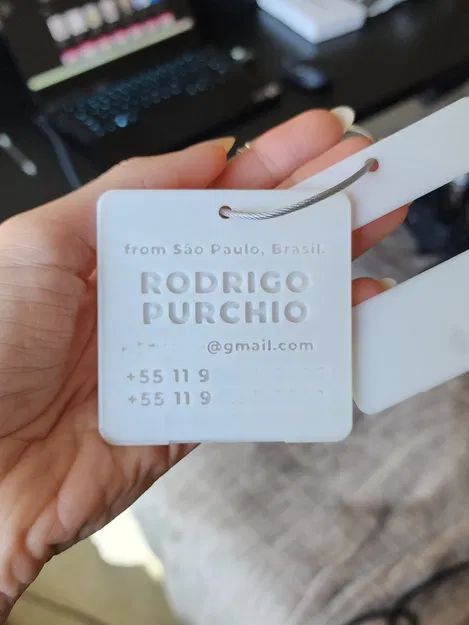 from São Paulo, Brasil.
RODRIGO
PURCHIO
@gmail.com
+55 11 9
+55 11 9